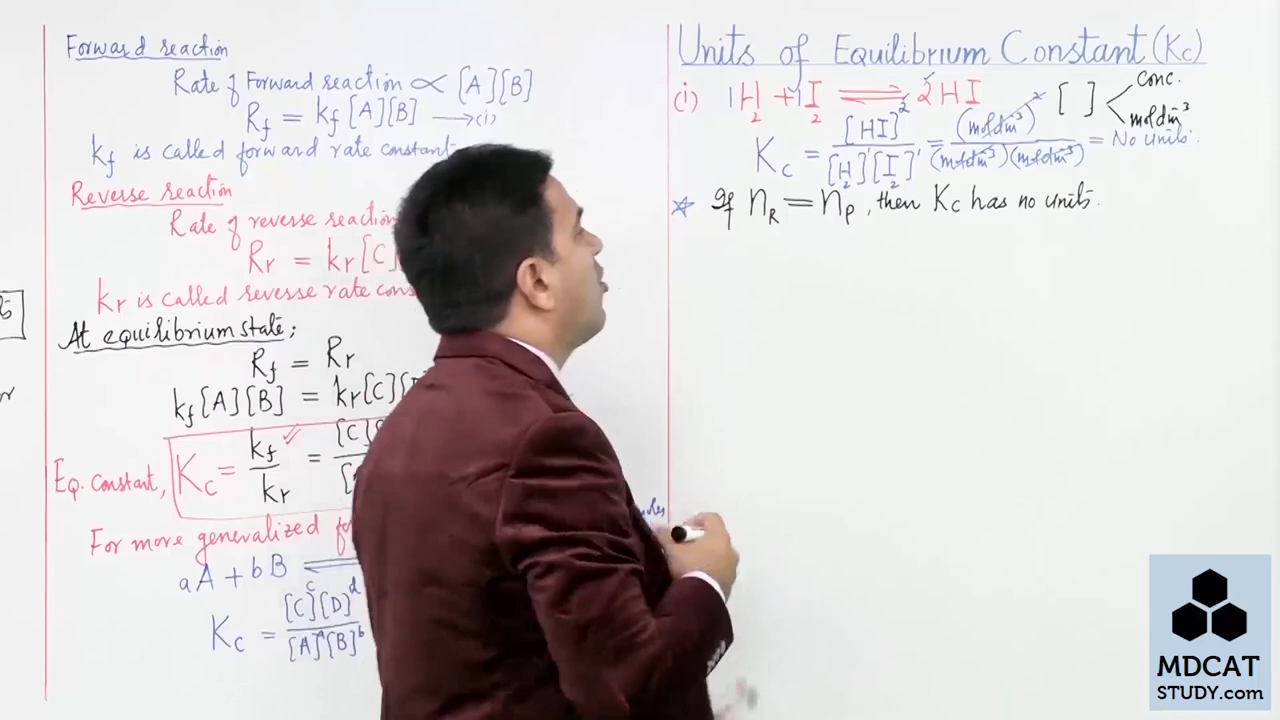 Forward reaction
Rate of Forward reaction ∝ [A][B]
Rf = kf [A][B] → (i)
kf is called forward rate constant
Reverse reaction
Rate of reverse reaction
Rr = kr[C]
kr is called reverse rate cons
At equilibrium state;
Rf = Rr
kf[A][B] = kr[C][D
Eq. constant, Kc = kf/kr = [C]
For more generalized
aA + bB ⇌
Kc = [C]^c [D]^d / [A]^a [B]^b
Units of Equilibrium Constant (Kc)
(i) 1H2 + 1I2 ⇌ 2HI [ ] Conc.
moldm⁻³
Kc = [HI]² / [H2]¹[I2]¹ = (moldm⁻³)² / (moldm⁻³)(moldm⁻³) = No units.
☆ If nR = nP, then Kc has no units.
MDCAT
STUDY.com